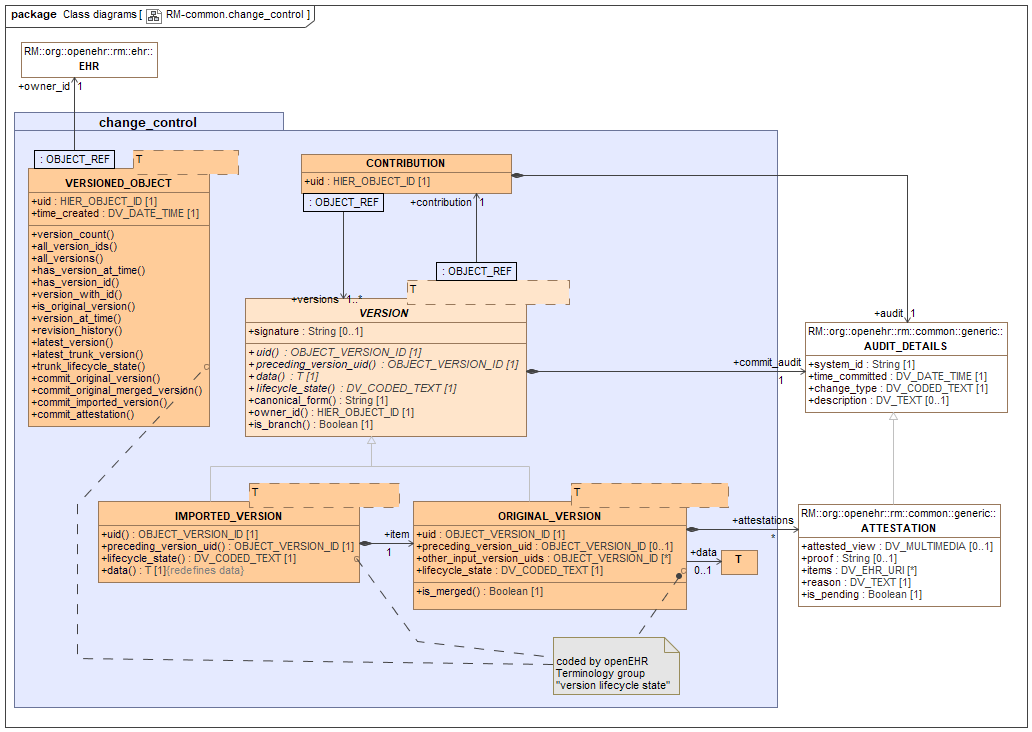 package Class diagrams [ RM-common.change_control ]
RM::org::openehr::rm::ehr::
EHR
+owner_id 1
change_control
: OBJECT_REF
T
VERSIONED_OBJECT
+uid : HIER_OBJECT_ID [1]
+time_created : DV_DATE_TIME [1]
+version_count()
+all_version_ids()
+all_versions()
+has_version_at_time()
+has_version_id()
+version_with_id()
+is_original_version()
+version_at_time()
+revision_history()
+latest_version()
+latest_trunk_version()
+trunk_lifecycle_state()
+commit_original_version()
+commit_original_merged_version()
+commit_imported_version()
+commit_attestation()
CONTRIBUTION
+uid : HIER_OBJECT_ID [1]
: OBJECT_REF
+contribution 1
: OBJECT_REF
T
+versions 1..*
VERSION
+signature : String [0..1]
+uid() : OBJECT_VERSION_ID [1]
+preceding_version_uid() : OBJECT_VERSION_ID [1]
+data() : T [1]
+lifecycle_state() : DV_CODED_TEXT [1]
+canonical_form() : String [1]
+owner_id() : HIER_OBJECT_ID [1]
+is_branch() : Boolean [1]
+audit 1
+commit_audit
1
RM::org::openehr::rm::common::generic::
AUDIT_DETAILS
+system_id : String [1]
+time_committed : DV_DATE_TIME [1]
+change_type : DV_CODED_TEXT [1]
+description : DV_TEXT [0..1]
T
IMPORTED_VERSION
+uid() : OBJECT_VERSION_ID [1]
+preceding_version_uid() : OBJECT_VERSION_ID [1]
+lifecycle_state() : DV_CODED_TEXT [1]
+data() : T [1]{redefines data}
+item
1
T
ORIGINAL_VERSION
+uid : OBJECT_VERSION_ID [1]
+preceding_version_uid : OBJECT_VERSION_ID [0..1]
+other_input_version_uids : OBJECT_VERSION_ID [*]
+lifecycle_state : DV_CODED_TEXT [1]
+is_merged() : Boolean [1]
+attestations
*
+data
0..1
T
RM::org::openehr::rm::common::generic::
ATTESTATION
+attested_view : DV_MULTIMEDIA [0..1]
+proof : String [0..1]
+items : DV_EHR_URI [*]
+reason : DV_TEXT [1]
+is_pending : Boolean [1]
coded by openEHR
Terminology group
"version lifecycle state"